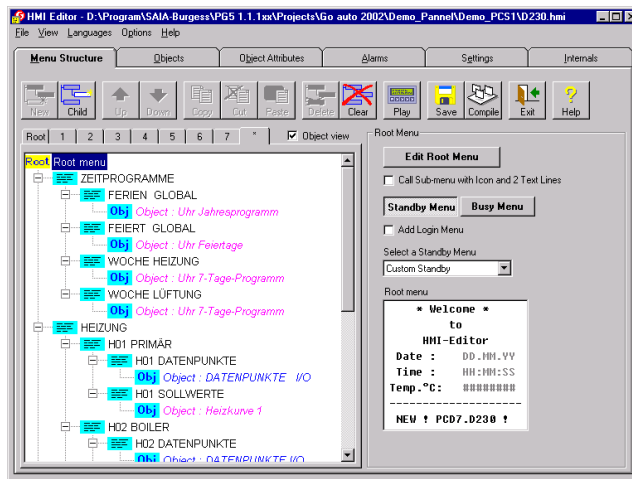 HMI Editor - D:\Program\SAIA-Burgess\PG5 1.1.1xx\Projects\Go auto 2002\Demo_Pannel\Demo_PCS1\D230.hmi
File View Languages Options Help
Menu Structure Objects Object Attributes Alarms Settings Internals
New Child Up Down Copy Cut Paste Delete Clear Play Save Compile Exit Help
Root 1 2 3 4 5 6 7 * Object view
Root Root menu
ZEITPROGRAMME
FERIEN GLOBAL
Obj Object : Uhr Jahresprogramm
FEIERT GLOBAL
Obj Object : Uhr Feiertage
WOCHE HEIZUNG
Obj Object : Uhr 7-Tage-Programm
WOCHE LÜFTUNG
Obj Object : Uhr 7-Tage-Programm
HEIZUNG
H01 PRIMÄR
H01 DATENPUNKTE
Obj Object : DATENPUNKTE I/O
H01 SOLLWERTE
Obj Object : Heizkurve 1
H02 BOILER
H02 DATENPUNKTE
Obj Object : DATENPUNKTE I/O
Root Menu
Edit Root Menu
Call Sub-menu with Icon and 2 Text Lines
Standby Menu Busy Menu
Add Login Menu
Select a Standby Menu
Custom Standby
Root menu
* Welcome *
to
HMI-Editor
Date : DD.MM.YY
Time : HH:MM:SS
Temp.°C: ########
--------------------
NEW ! PCD7.D230 !